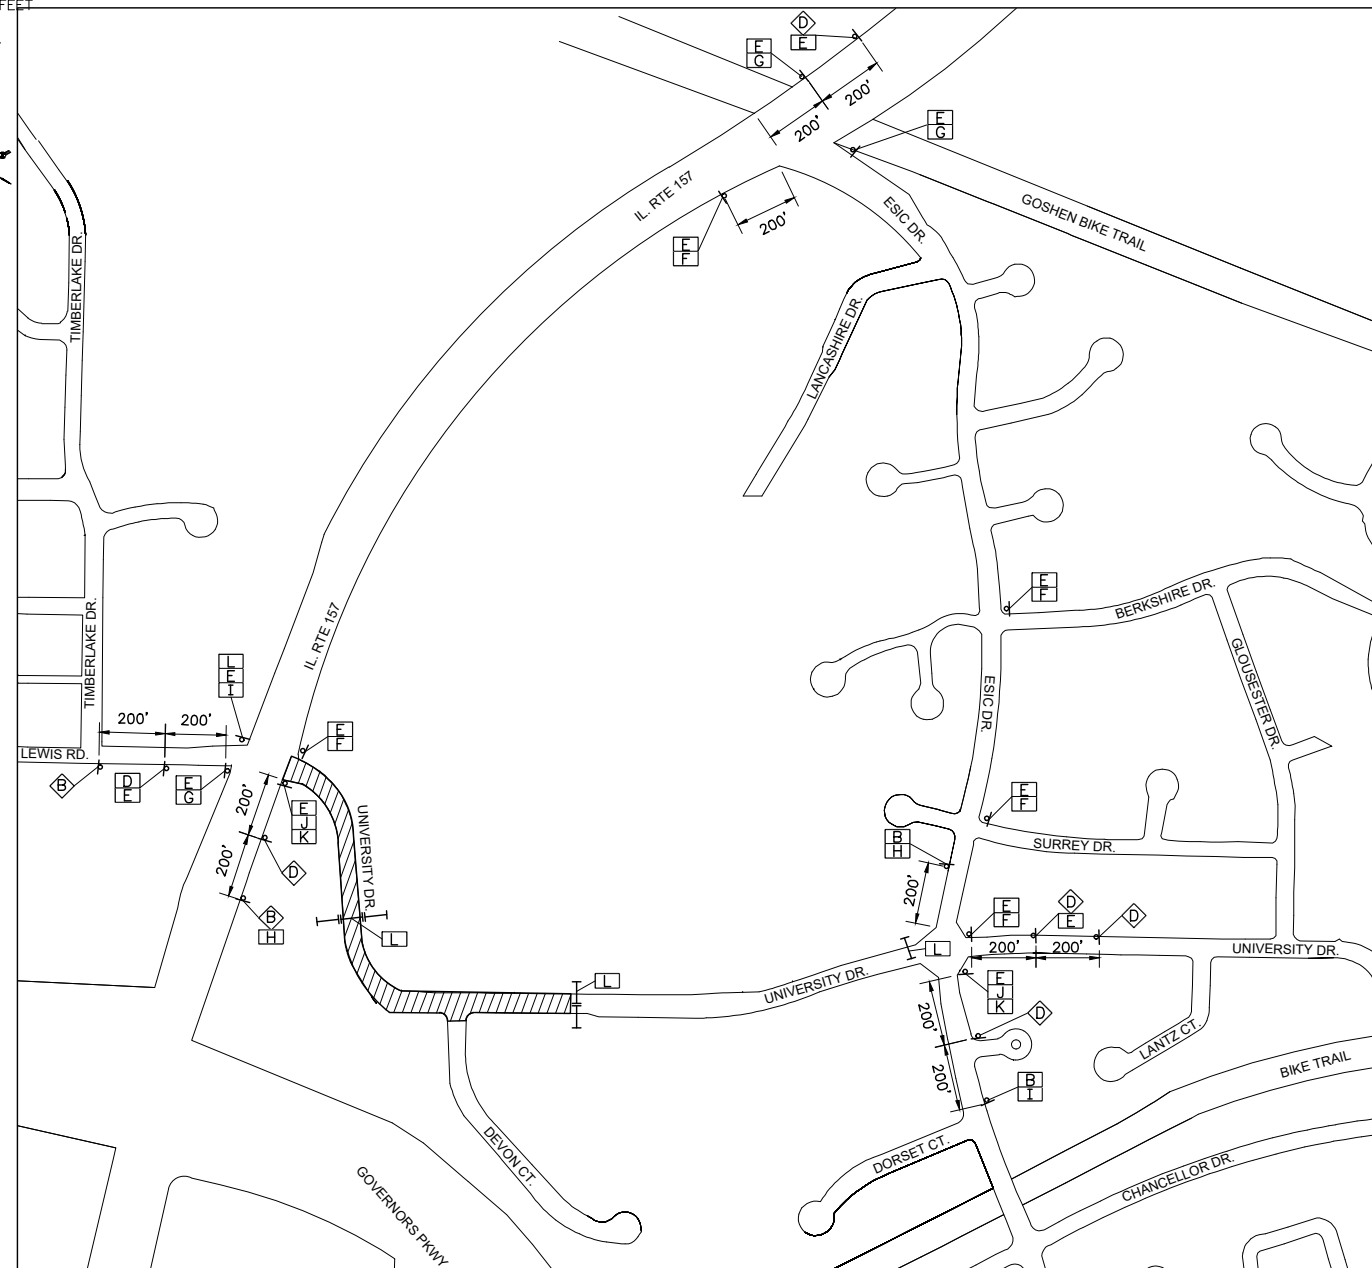 FEET
D
E
E
G
200'
200'
E
G
IL. RTE 157
ESIC DR.
GOSHEN BIKE TRAIL
200'
E
F
TIMBERLAKE DR.
LANCASHIRE DR.
E
F
BERKSHIRE DR.
TIMBERLAKE DR.
IL. RTE 157
GLOUSESTER DR.
L
E
I
ESIC DR.
200'
200'
E
F
LEWIS RD.
B
D
E
E
G
200'
E
J
K
UNIVERSITY DR.
E
F
B
H
SURREY DR.
200'
D
200'
B
H
L
E
F
D
E
D
L
200'
200'
UNIVERSITY DR.
L
UNIVERSITY DR.
E
J
K
200'
D
LANTZ CT.
200'
B
I
BIKE TRAIL
DEVON CT.
DORSET CT.
CHANCELLOR DR.
GOVERNORS PKWY